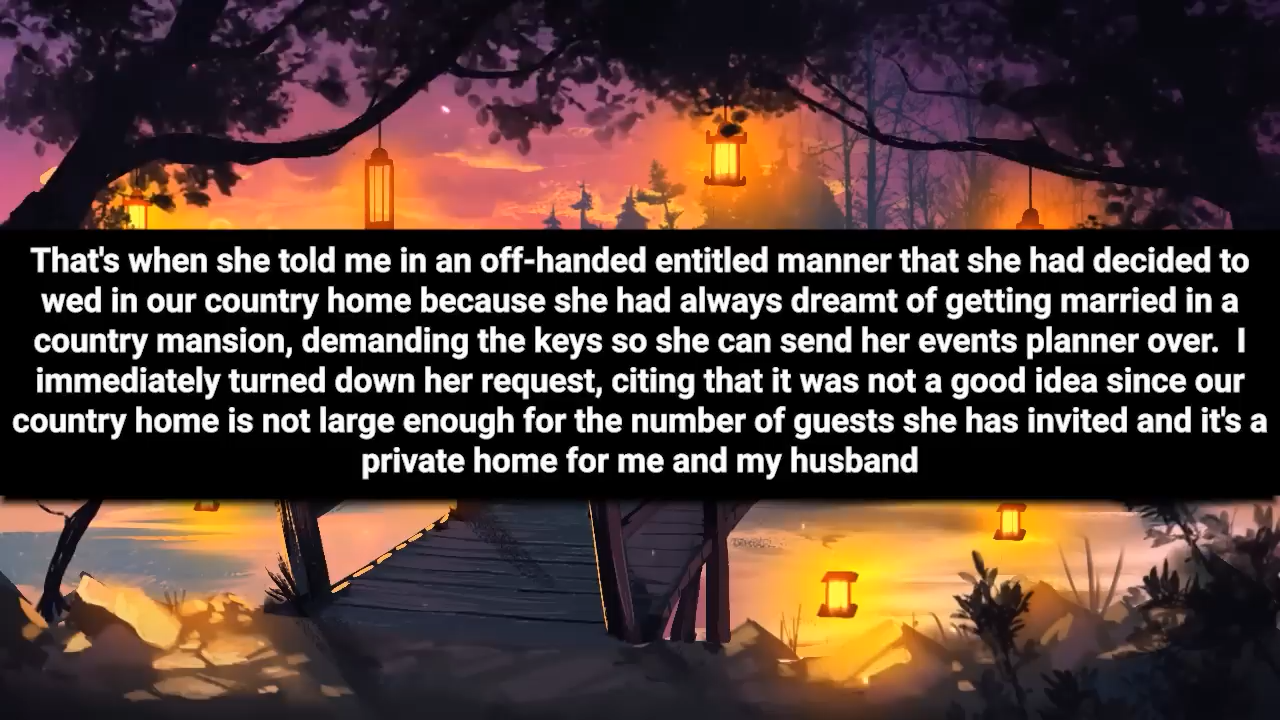 That's when she told me in an off-handed entitled manner that she had decided to
wed in our country home because she had always dreamt of getting married in a
country mansion, demanding the keys so she can send her events planner over.  I
immediately turned down her request, citing that it was not a good idea since our
country home is not large enough for the number of guests she has invited and it's a
private home for me and my husband